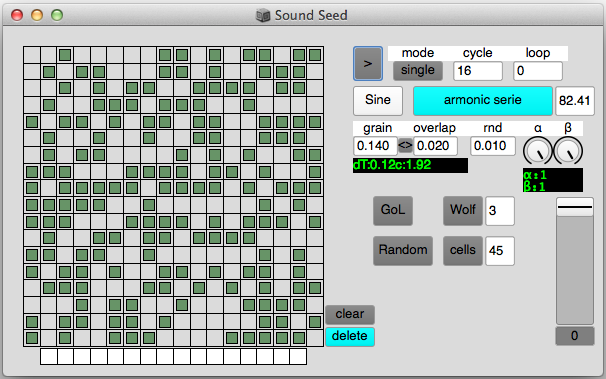 Sound Seed
> mode cycle loop
single 16 0
Sine armonic serie 82.41
grain overlap rnd α β
0.140 <> 0.020 0.010
dT:0.12c:1.92
α:1
β:1
GoL Wolf 3
Random cells 45
clear
delete 0